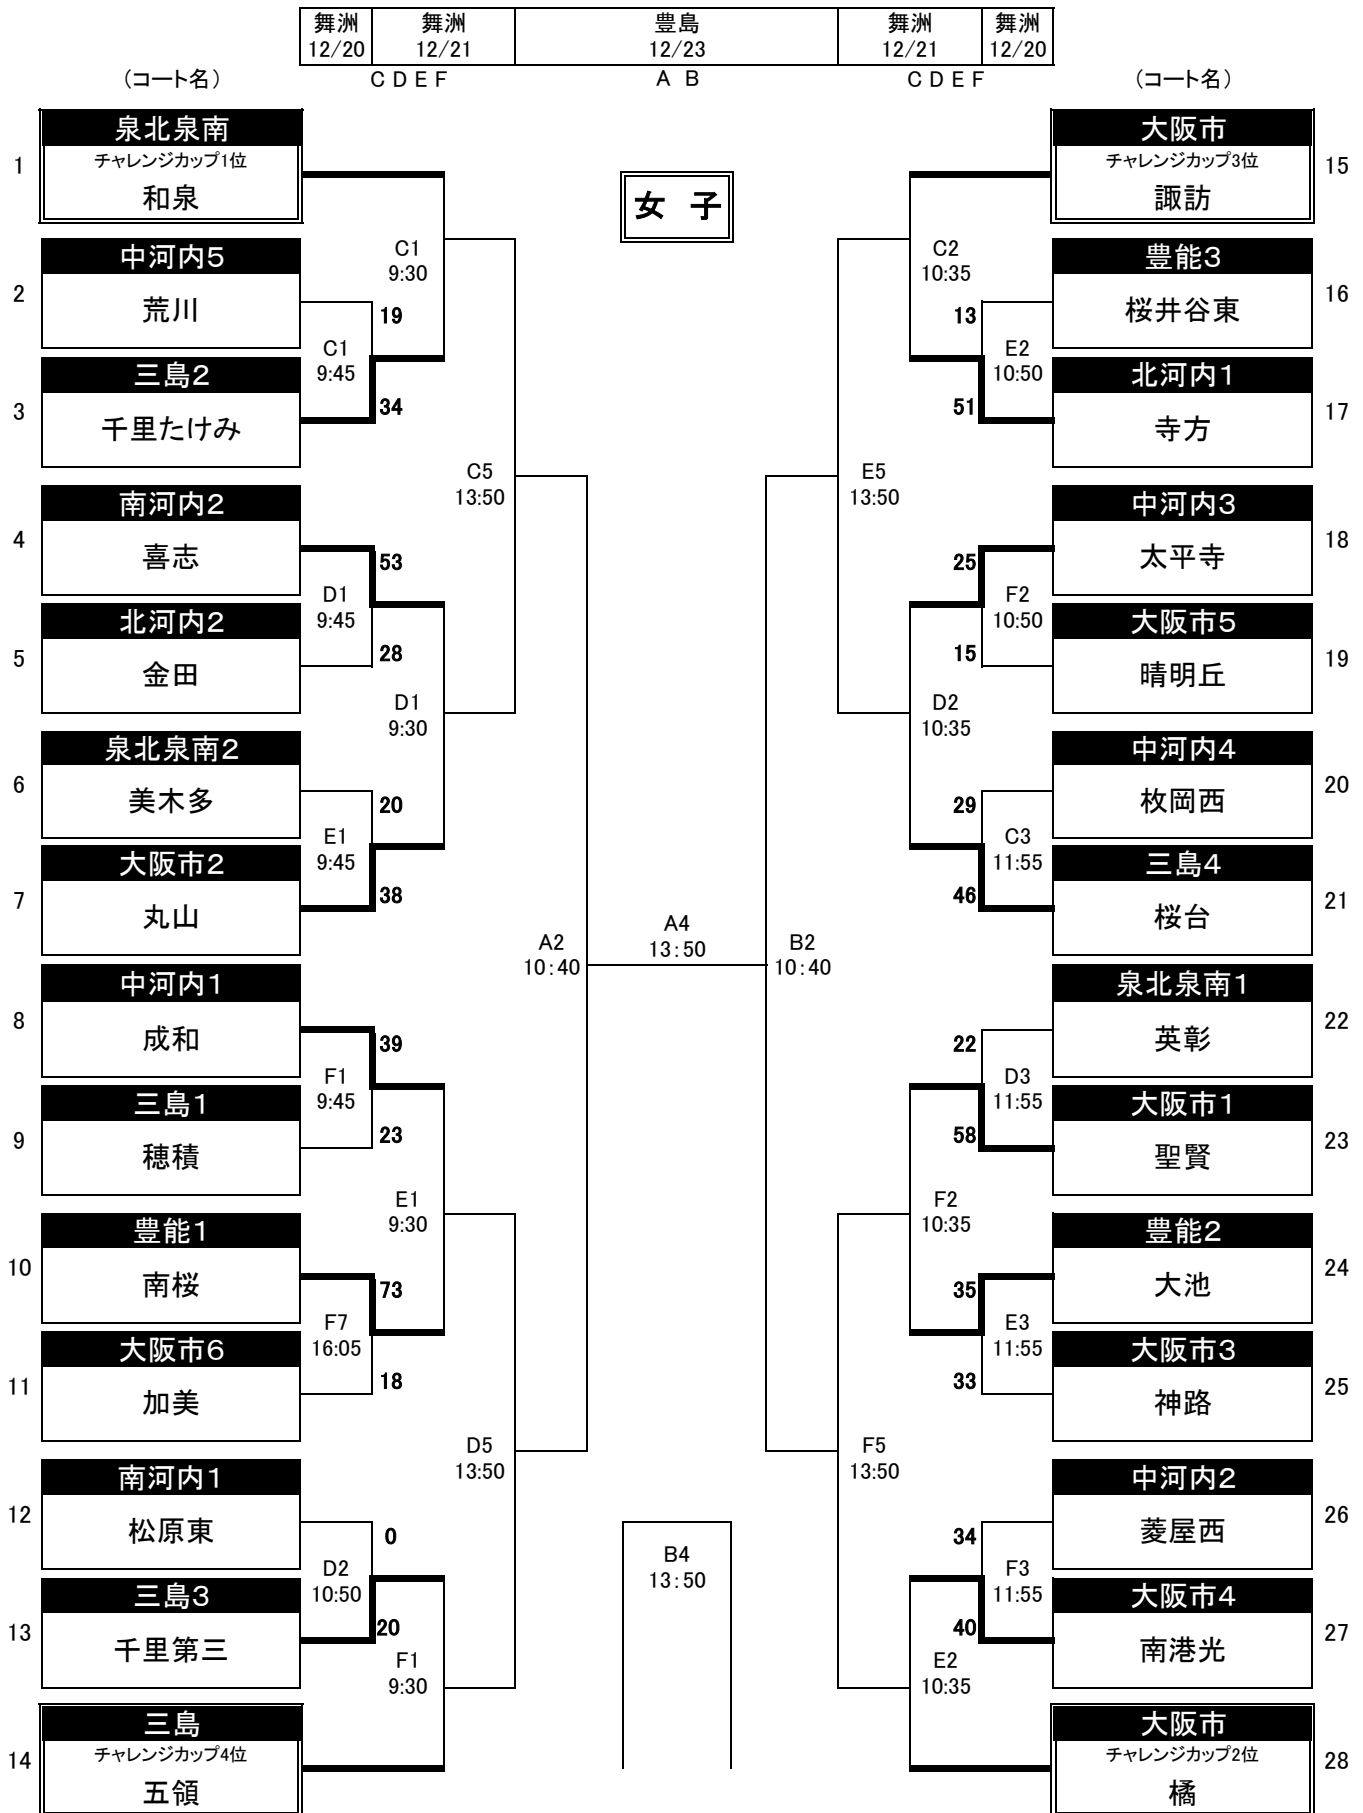 舞洲 舞洲 豊島 舞洲 舞洲
12/20 12/21 12/23 12/21 12/20
（コート名） C D E F A B C D E F （コート名）
女 子
泉北泉南
チャレンジカップ1位
1
和泉
C1
9:30
中河内5
2
荒川
19
C1
9:45
三島2
34
3
千里たけみ
C5
13:50
南河内2
4
喜志
53
D1
9:45
北河内2
28
5
金田
D1
9:30
泉北泉南2
6
美木多
20
E1
9:45
大阪市2
38
7
丸山
A2
10:40
中河内1
8
成和
39
F1
9:45
三島1
23
9
穂積
E1
9:30
豊能1
10
南桜
73
F7
16:05
大阪市6
18
11
加美
D5
13:50
南河内1
12
松原東
0
D2
10:50
三島3
20
13
千里第三
F1
9:30
三島
チャレンジカップ4位
14
五領
A4
13:50
B4
13:50
大阪市
チャレンジカップ3位
15
諏訪
C2
10:35
豊能3
16
桜井谷東
13
E2
10:50
北河内1
51
17
寺方
E5
13:50
中河内3
18
太平寺
25
F2
10:50
大阪市5
15
19
晴明丘
D2
10:35
中河内4
20
枚岡西
29
C3
11:55
三島4
46
21
桜台
B2
10:40
泉北泉南1
22
英彰
22
D3
11:55
大阪市1
58
23
聖賢
F2
10:35
豊能2
24
大池
35
E3
11:55
大阪市3
33
25
神路
F5
13:50
中河内2
26
菱屋西
34
F3
11:55
大阪市4
40
27
南港光
E2
10:35
大阪市
チャレンジカップ2位
28
橘